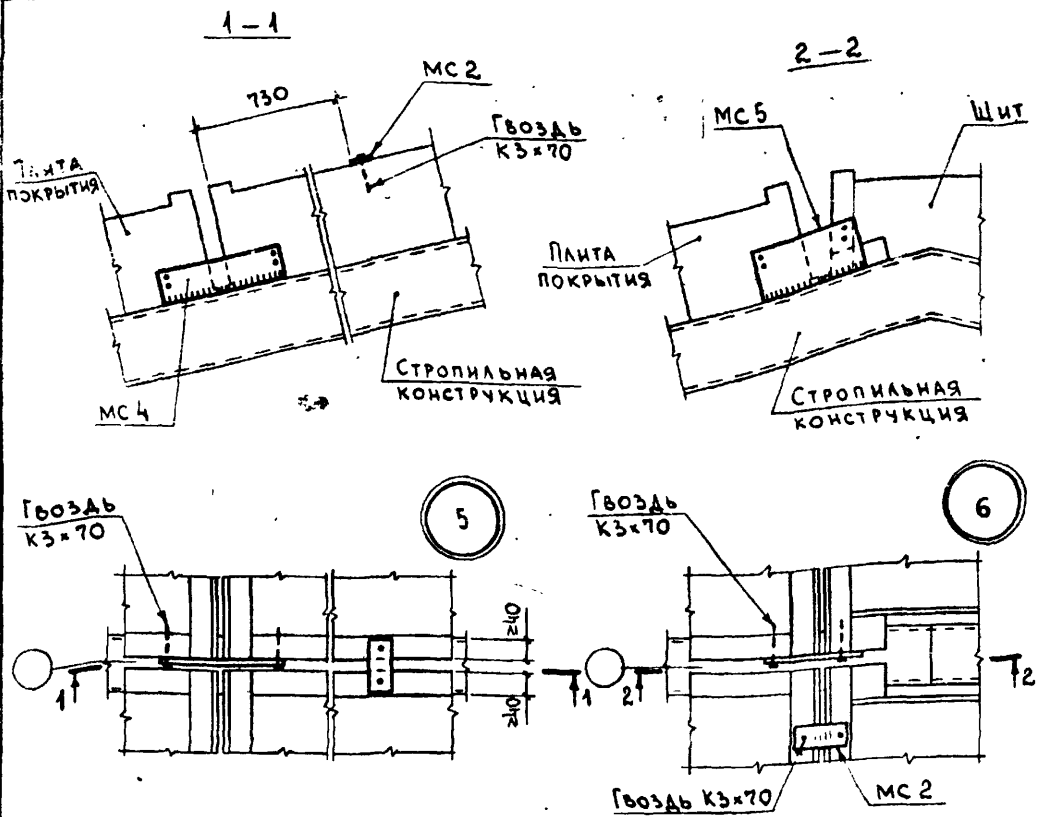 1-1
МС 2
730
Гвоздь
К3×70
Плита
покрытия
Стропильная
конструкция
МС 4
2-2
МС 5
Щит
Плита
покрытия
Стропильная
конструкция
Гвоздь
К3×70
5
≥40
≥40
1
1
Гвоздь
К3×70
6
2
2
Гвоздь К3×70
МС 2